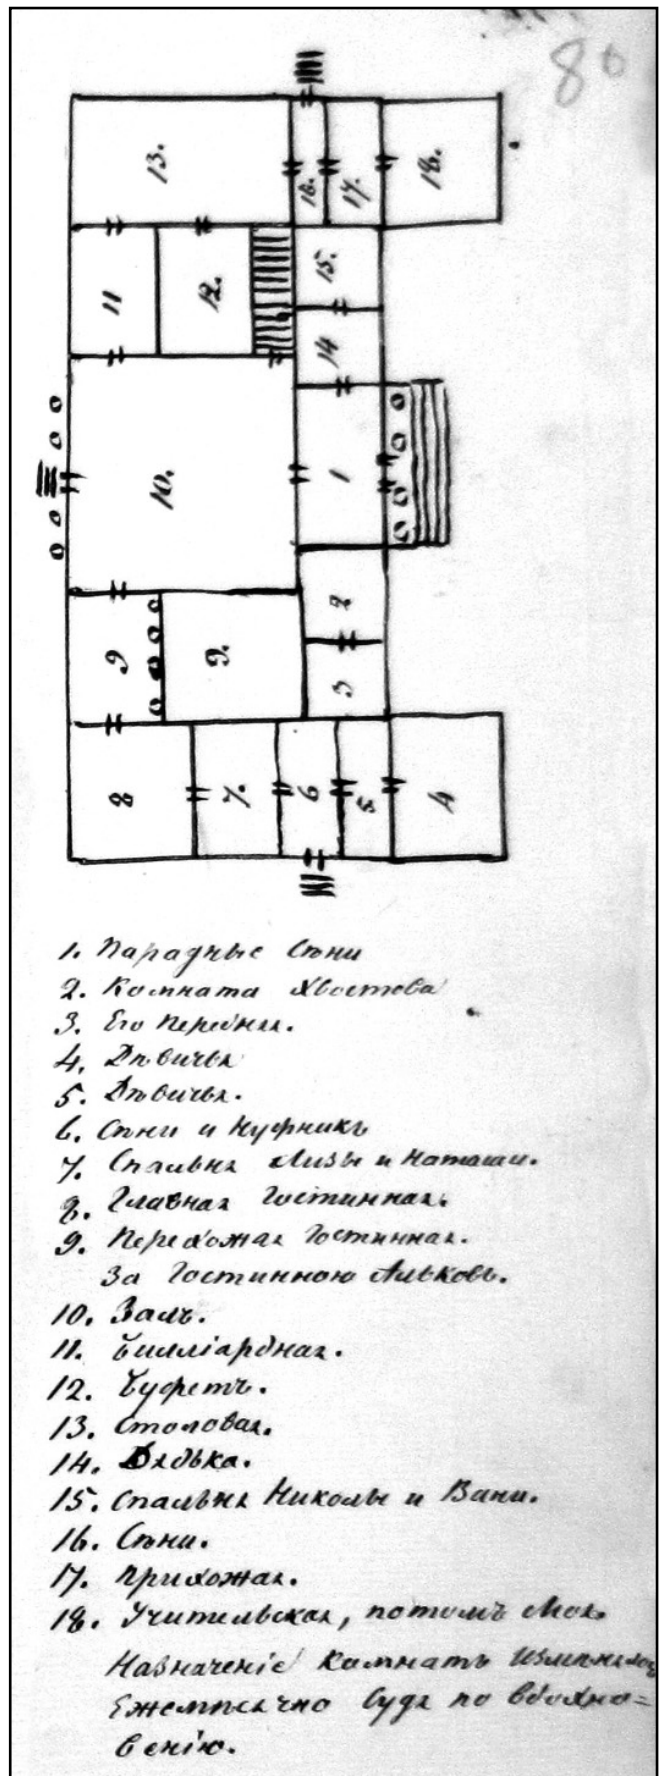 80
13.
16.
17.
18.
11
12.
15.
14
10.
1
2
9
9.
3
8
7.
6
5
4
1. Парадныя Сѣни
2. Комната Хвостова
3. Его Передняя.
4. Дѣвичья
5. Дѣвичья.
6. Сѣни и Нужникъ
7. Спальня Лизы и Наташи.
8. Главная Гостинная.
9. Перехожая Гостинная.
За Гостинною Альковъ.
10. Залъ.
11. Билліардная.
12. Буфетъ.
13. Столовая.
14. Дядька.
15. Спальня Николы и Вани.
16. Сѣни.
17. Прихожая.
18. Учительская, потомъ Моя.
Назначеніе комнатъ измѣнялось
Ежемѣсячно Судя по вдохно=
венію.